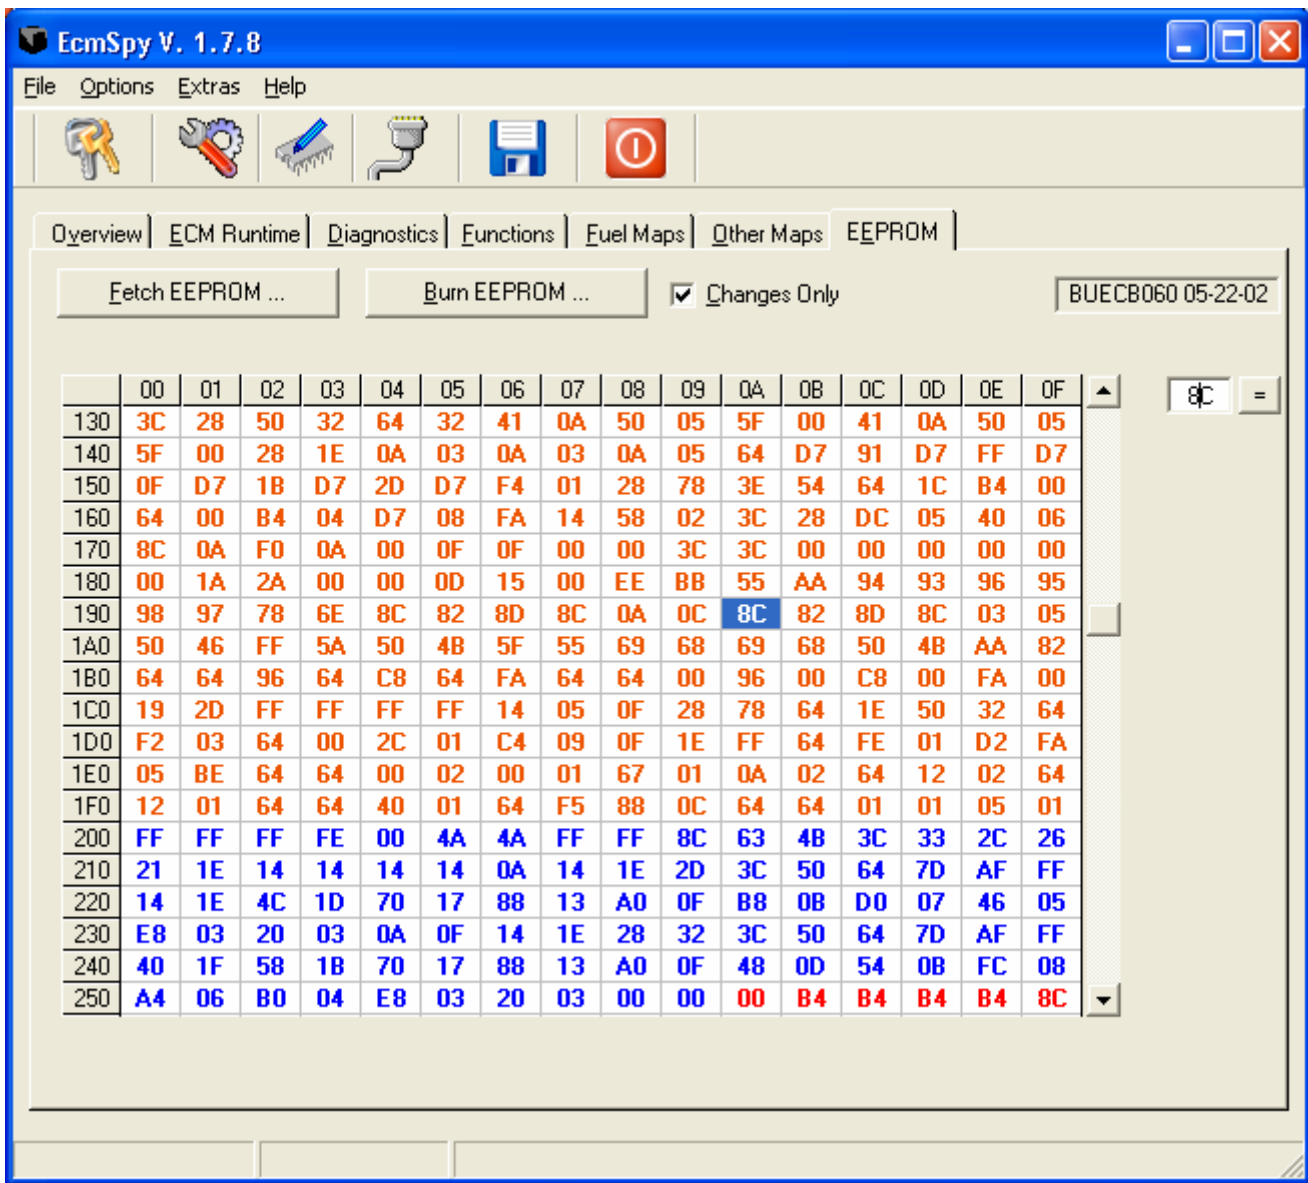 EcmSpy V. 1.7.8
File Options Extras Help
Overview ECM Runtime Diagnostics Functions Fuel Maps Other Maps EEPROM
Fetch EEPROM ... Burn EEPROM ... Changes Only BUECB060 05-22-02
00 01 02 03 04 05 06 07 08 09 0A 0B 0C 0D 0E 0F 8C =
130 3C 28 50 32 64 32 41 0A 50 05 5F 00 41 0A 50 05
140 5F 00 28 1E 0A 03 0A 03 0A 05 64 D7 91 D7 FF D7
150 0F D7 1B D7 2D D7 F4 01 28 78 3E 54 64 1C B4 00
160 64 00 B4 04 D7 08 FA 14 58 02 3C 28 DC 05 40 06
170 8C 0A F0 0A 00 0F 0F 00 00 3C 3C 00 00 00 00 00
180 00 1A 2A 00 00 0D 15 00 EE BB 55 AA 94 93 96 95
190 98 97 78 6E 8C 82 8D 8C 0A 0C 8C 82 8D 8C 03 05
1A0 50 46 FF 5A 50 4B 5F 55 69 68 69 68 50 4B AA 82
1B0 64 64 96 64 C8 64 FA 64 64 00 96 00 C8 00 FA 00
1C0 19 2D FF FF FF FF 14 05 0F 28 78 64 1E 50 32 64
1D0 F2 03 64 00 2C 01 C4 09 0F 1E FF 64 FE 01 D2 FA
1E0 05 BE 64 64 00 02 00 01 67 01 0A 02 64 12 02 64
1F0 12 01 64 64 40 01 64 F5 88 0C 64 64 01 01 05 01
200 FF FF FF FE 00 4A 4A FF FF 8C 63 4B 3C 33 2C 26
210 21 1E 14 14 14 14 0A 14 1E 2D 3C 50 64 7D AF FF
220 14 1E 4C 1D 70 17 88 13 A0 0F B8 0B D0 07 46 05
230 E8 03 20 03 0A 0F 14 1E 28 32 3C 50 64 7D AF FF
240 40 1F 58 1B 70 17 88 13 A0 0F 48 0D 54 0B FC 08
250 A4 06 B0 04 E8 03 20 03 00 00 00 B4 B4 B4 B4 8C